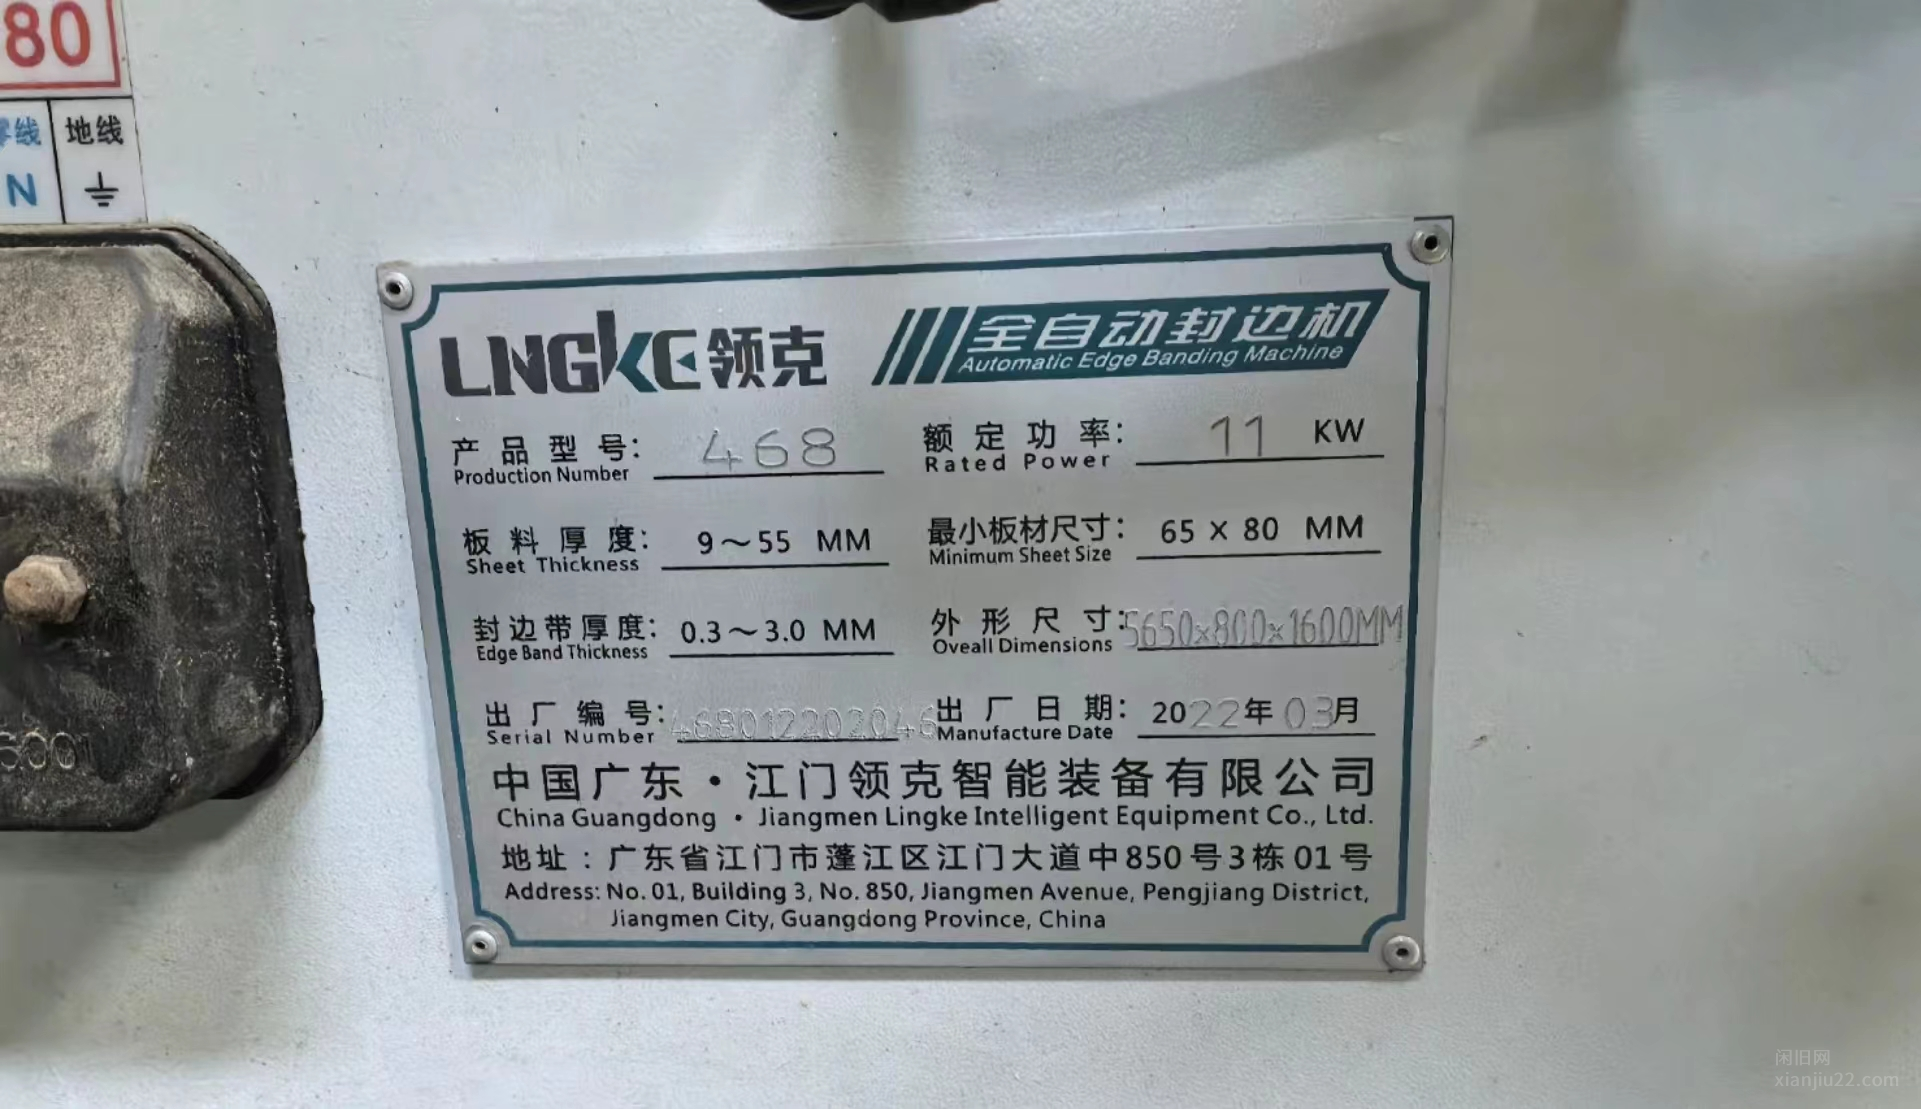 80
零线 地线
N
LNGKE领克 全自动封边机
Automatic Edge Banding Machine
产品型号: 468 额定功率: 11 KW
Production Number Rated Power
板料厚度: 9~55 MM 最小板材尺寸: 65 × 80 MM
Sheet Thickness Minimum Sheet Size
封边带厚度: 0.3~3.0 MM 外形尺寸: 5650x800x1600MM
Edge Band Thickness Oveall Dimensions
出厂编号: 468012202046 出厂日期: 2022年03月
Serial Number Manufacture Date
中国广东·江门领克智能装备有限公司
China Guangdong · Jiangmen Lingke Intelligent Equipment Co., Ltd.
地址:广东省江门市蓬江区江门大道中850号3栋01号
Address: No. 01, Building 3, No. 850, Jiangmen Avenue, Pengjiang District,
Jiangmen City, Guangdong Province, China
闲旧网
xianjiu22.com